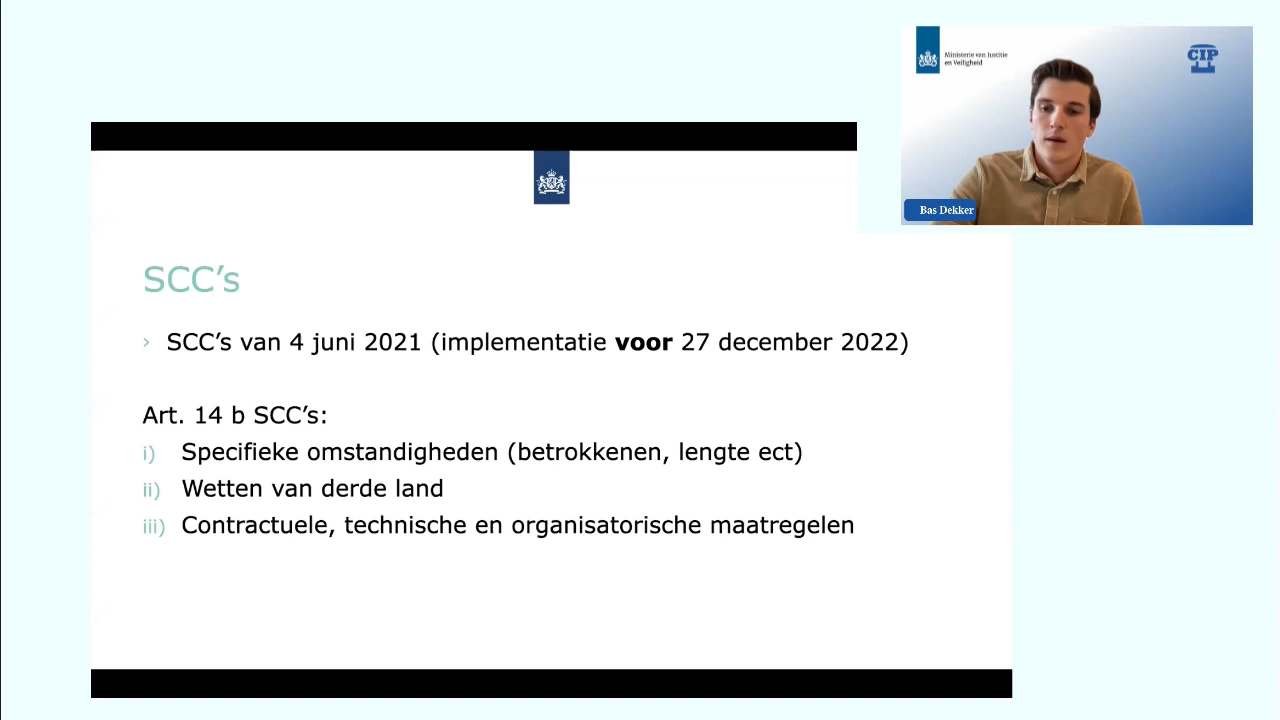 Ministerie van Justitie
en Veiligheid
CIP
Bas Dekker
SCC’s
› SCC’s van 4 juni 2021 (implementatie voor 27 december 2022)
Art. 14 b SCC’s:
i) Specifieke omstandigheden (betrokkenen, lengte ect)
ii) Wetten van derde land
iii) Contractuele, technische en organisatorische maatregelen